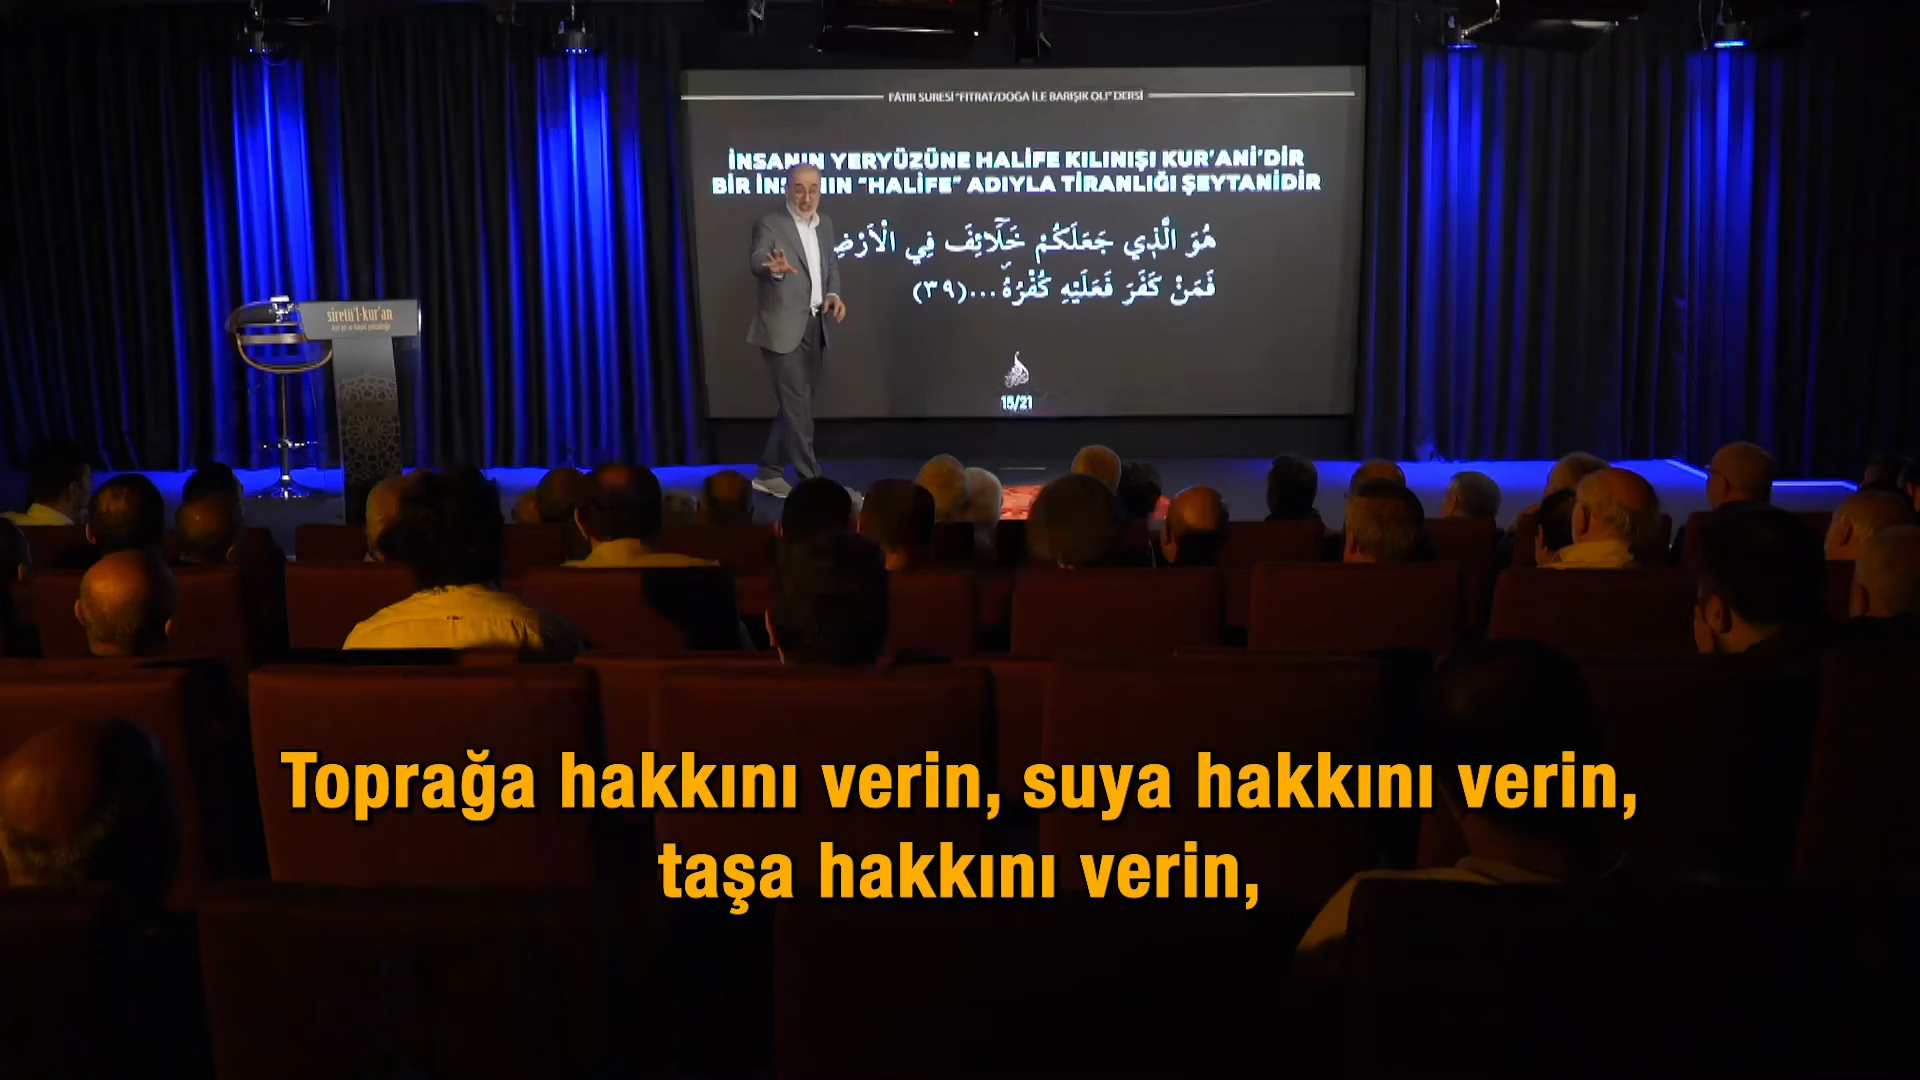 FÂTIR SURESİ "FITRAT/DOĞA İLE BARIŞIK OL!" DERSİ
İNSANIN YERYÜZÜNE HALİFE KILINIŞI KUR'ANİ'DİR
BİR İNSANIN "HALİFE" ADIYLA TİRANLIĞI ŞEYTANİDİR
هُوَ الَّذِي جَعَلَكُمْ خَلَٓائِفَ فِي الْاَرْضِ
فَمَنْ كَفَرَ فَعَلَيْهِ كُفْرُهُ...(٣٩)
15/21
siretü'l-kur'an
Toprağa hakkını verin, suya hakkını verin,
taşa hakkını verin,